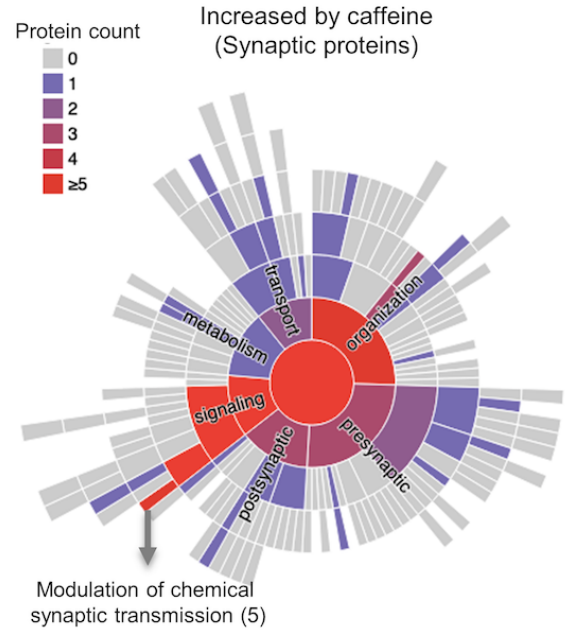 Increased by caffeine
(Synaptic proteins)
Protein count
0
1
2
3
4
≥5
transport
organization
metabolism
signaling
postsynaptic
presynaptic
Modulation of chemical
synaptic transmission (5)